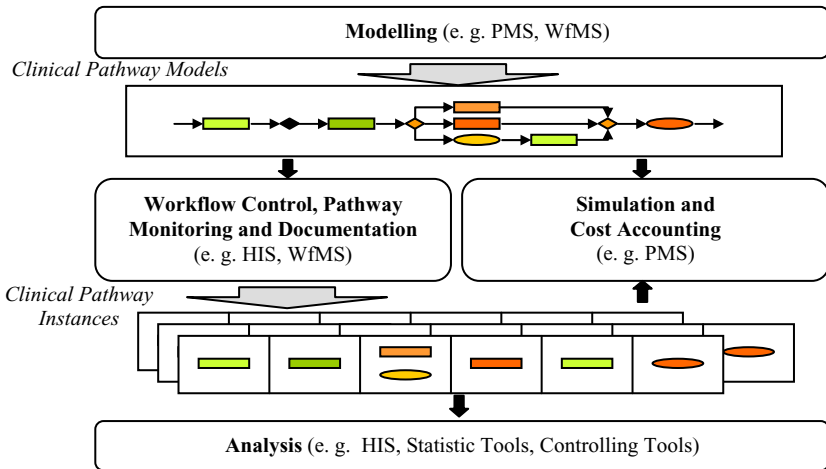 Modelling (e. g. PMS, WfMS)
Clinical Pathway Models
Workflow Control, Pathway
Monitoring and Documentation
(e. g. HIS, WfMS)
Simulation and
Cost Accounting
(e. g. PMS)
Clinical Pathway
Instances
Analysis (e. g.  HIS, Statistic Tools, Controlling Tools)